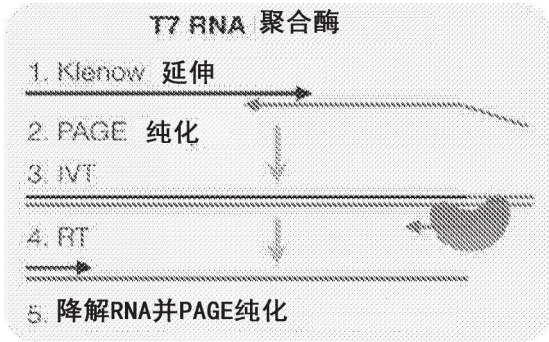 T7 RNA 聚合酶
1. Klenow 延伸
2. PAGE 纯化
3. IVT
4. RT
5. 降解RNA并PAGE纯化